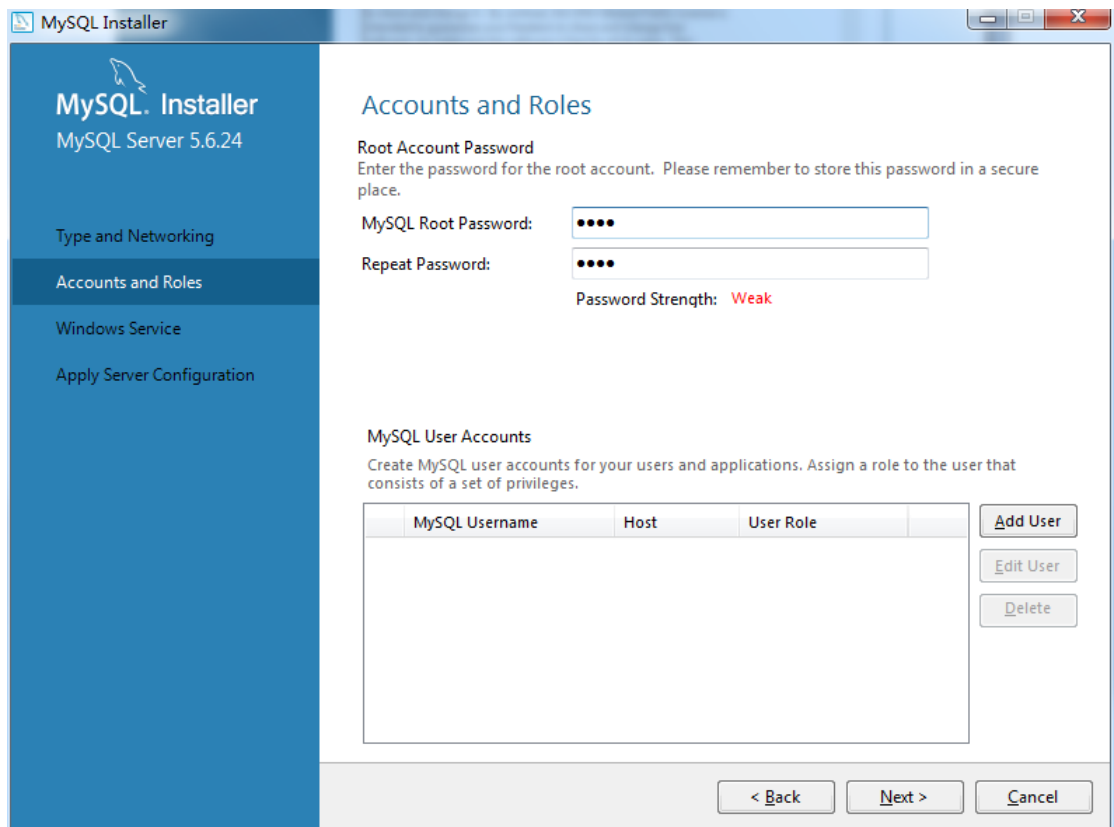 MySQL Installer
MySQL. Installer
MySQL Server 5.6.24
Type and Networking
Accounts and Roles
Windows Service
Apply Server Configuration
Accounts and Roles
Root Account Password
Enter the password for the root account. Please remember to store this password in a secure
place.
MySQL Root Password: ●●●●
Repeat Password: ●●●●
Password Strength: Weak
MySQL User Accounts
Create MySQL user accounts for your users and applications. Assign a role to the user that
consists of a set of privileges.
MySQL Username Host User Role
Add User
Edit User
Delete
< Back Next > Cancel